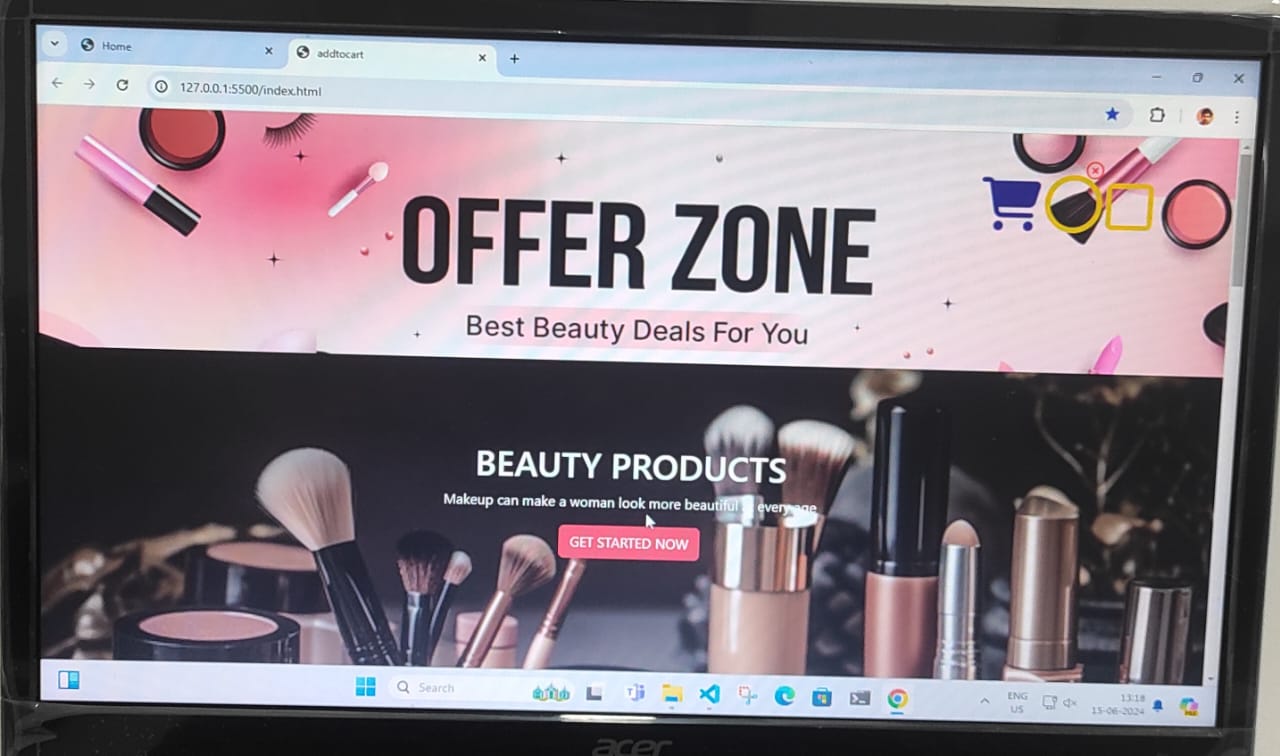 Home
addtocart
127.0.0.1:5500/index.html
OFFER ZONE
Best Beauty Deals For You
BEAUTY PRODUCTS
Makeup can make a woman look more beautiful at every age
GET STARTED NOW
Search
ENG
US
13:18
15-06-2024
acer